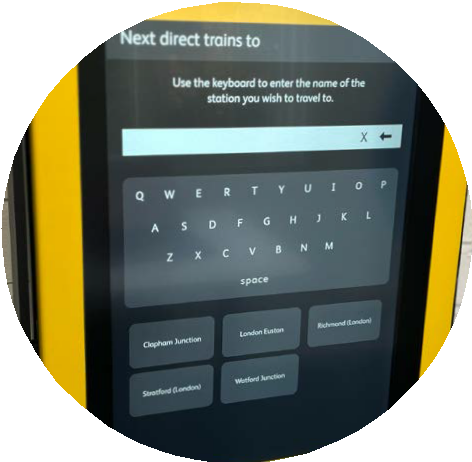 Next direct trains to
Use the keyboard to enter the name of the
station you wish to travel to.
X ←
Q W E R T Y U I O P
A S D F G H J K L
Z X C V B N M
space
Clapham Junction
London Euston
Richmond (London)
Stratford (London)
Watford Junction